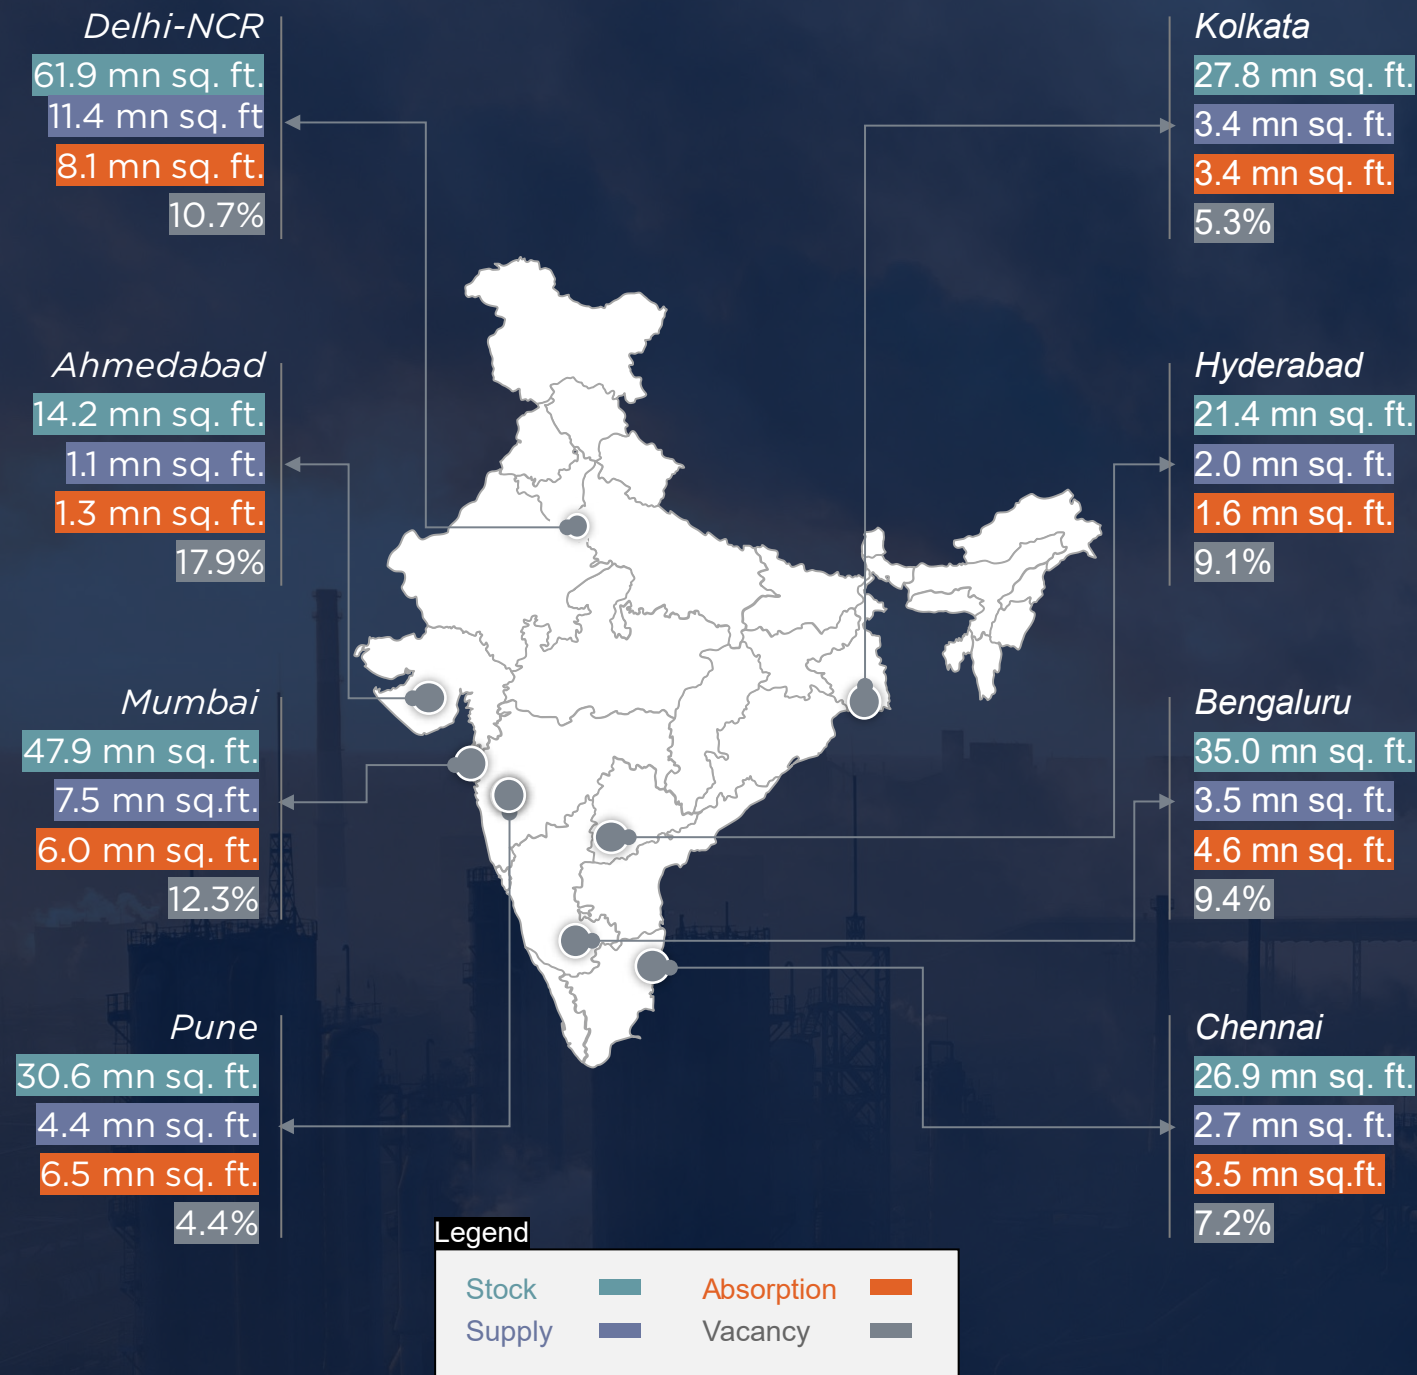 Delhi-NCR
61.9 mn sq. ft.
11.4 mn sq. ft
8.1 mn sq. ft.
10.7%
Ahmedabad
14.2 mn sq. ft.
1.1 mn sq. ft.
1.3 mn sq. ft.
17.9%
Mumbai
47.9 mn sq. ft.
7.5 mn sq.ft.
6.0 mn sq. ft.
12.3%
Pune
30.6 mn sq. ft.
4.4 mn sq. ft.
6.5 mn sq. ft.
4.4%
Kolkata
27.8 mn sq. ft.
3.4 mn sq. ft.
3.4 mn sq. ft.
5.3%
Hyderabad
21.4 mn sq. ft.
2.0 mn sq. ft.
1.6 mn sq. ft.
9.1%
Bengaluru
35.0 mn sq. ft.
3.5 mn sq. ft.
4.6 mn sq. ft.
9.4%
Chennai
26.9 mn sq. ft.
2.7 mn sq. ft.
3.5 mn sq.ft.
7.2%
Legend
Stock
Absorption
Supply
Vacancy